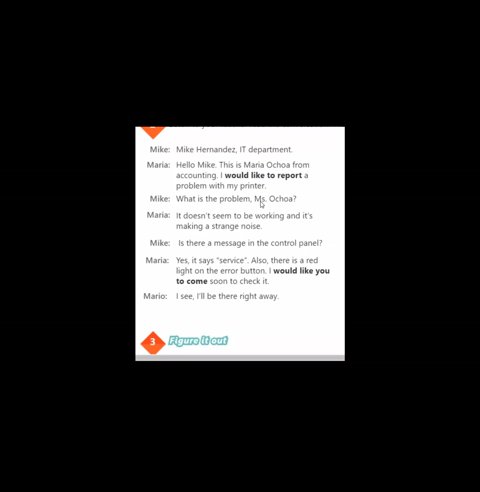 Mike: Mike Hernandez, IT department.
Maria: Hello Mike. This is Maria Ochoa from
accounting. I would like to report a
problem with my printer.
Mike: What is the problem, Ms. Ochoa?
Maria: It doesn't seem to be working and it's
making a strange noise.
Mike: Is there a message in the control panel?
Maria: Yes, it says "service". Also, there is a red
light on the error button. I would like you
to come soon to check it.
Mario: I see, I'll be there right away.
3 Figure it out